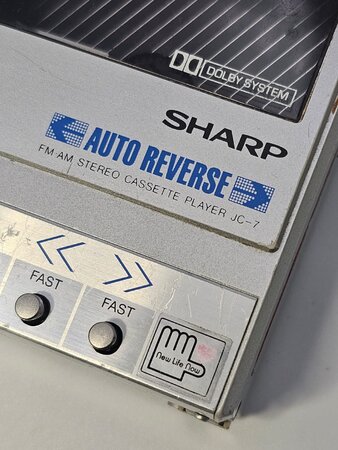 DOLBY SYSTEM
SHARP
AUTO REVERSE
FM·AM STEREO CASSETTE PLAYER JC-7
FAST
FAST
New Life Now